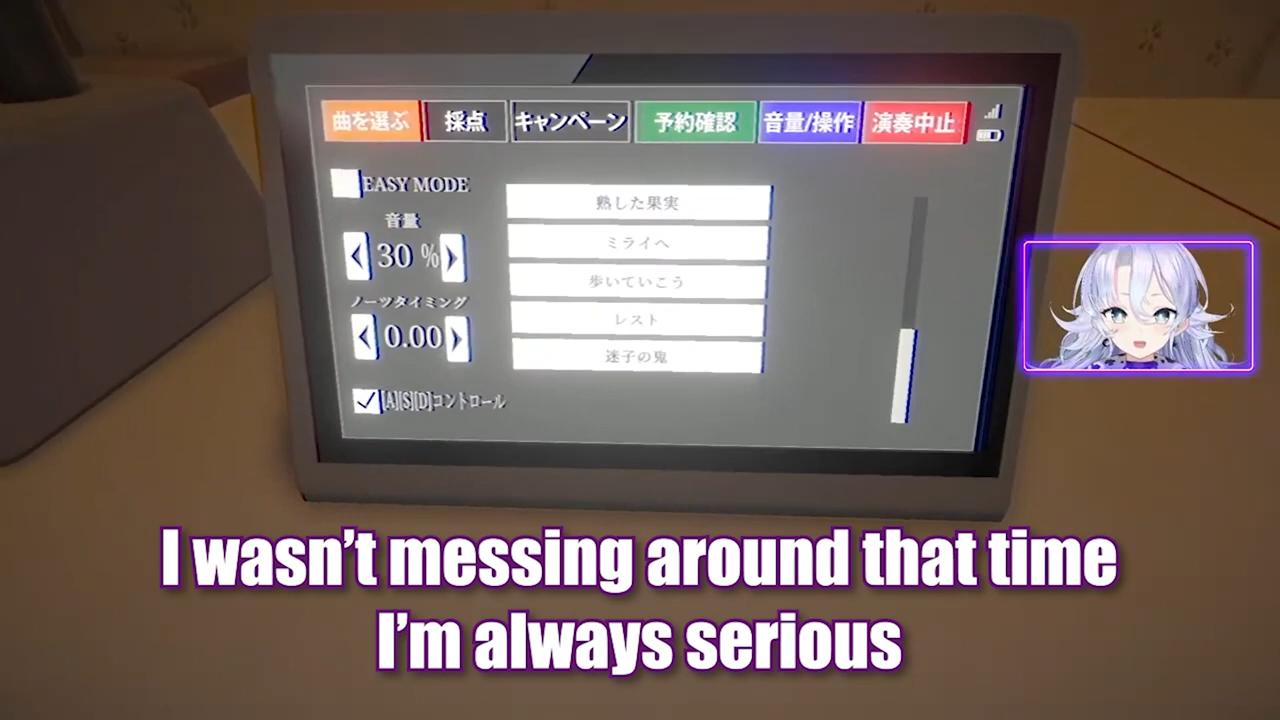 曲を選ぶ 採点 キャンペーン 予約確認 音量/操作 演奏中止
EASY MODE
音量
30 %
ノーツタイミング
0.00
[A][S][D]コントロール
熟した果実
ミライへ
歩いていこう
レスト
迷子の鬼
I wasn't messing around that time
I'm always serious